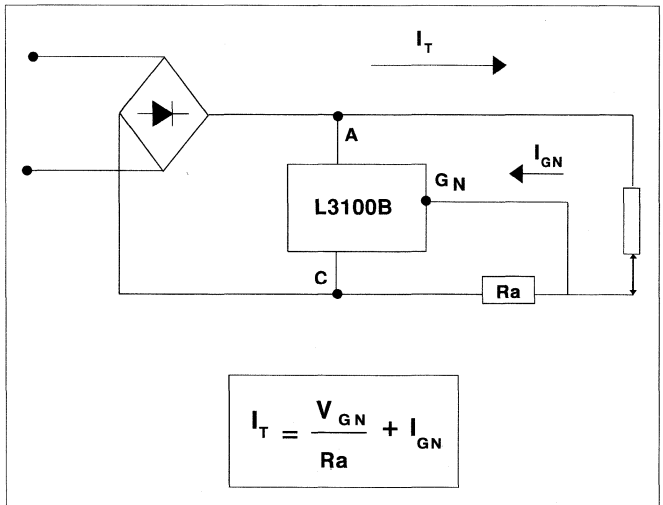 I_T
A
I_GN
G_N
L3100B
C
Ra
I_T = V_GN / Ra + I_GN